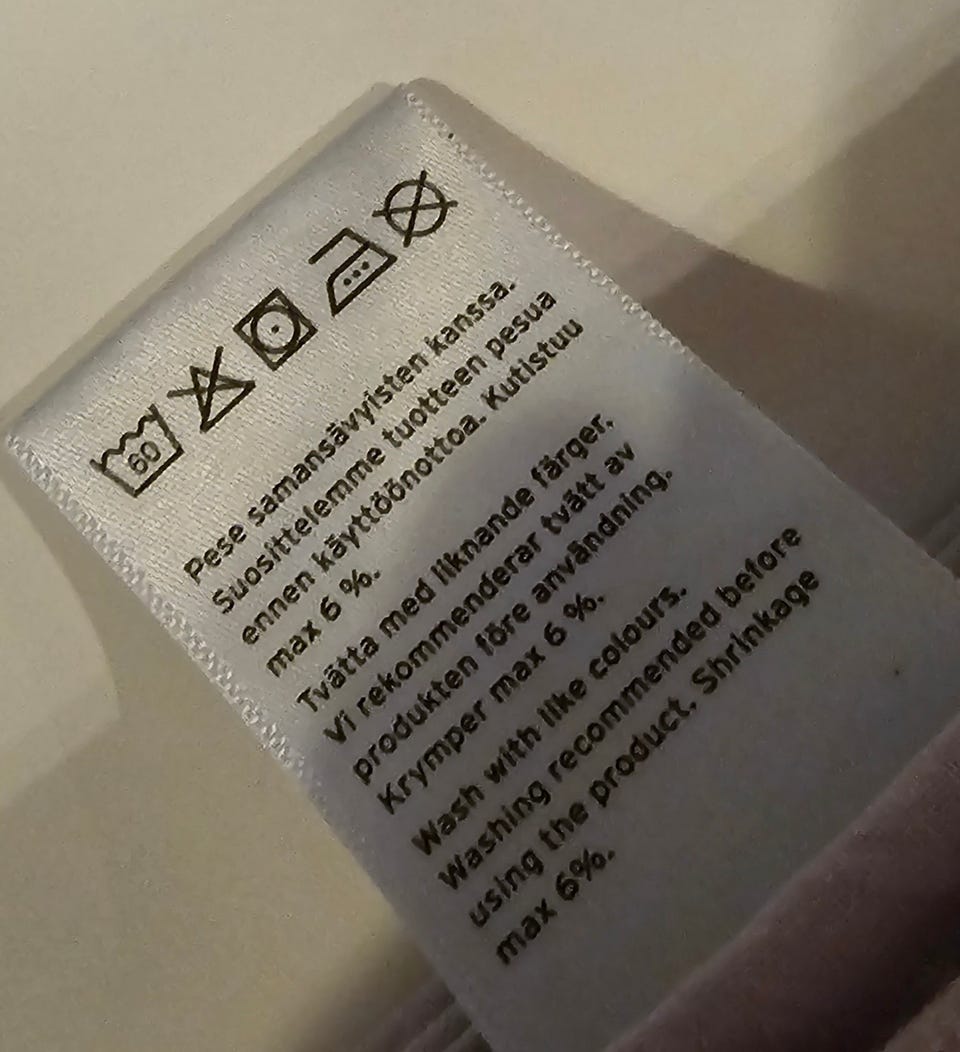 60
Pese samansävyisten kanssa.
Suosittelemme tuotteen pesua
ennen käyttöönottoa. Kutistuu
max 6 %.
Tvätta med liknande färger.
Vi rekommenderar tvätt av
produkten före användning.
Krymper max 6 %.
Wash with like colours.
Washing recommended before
using the product. Shrinkage
max 6%.